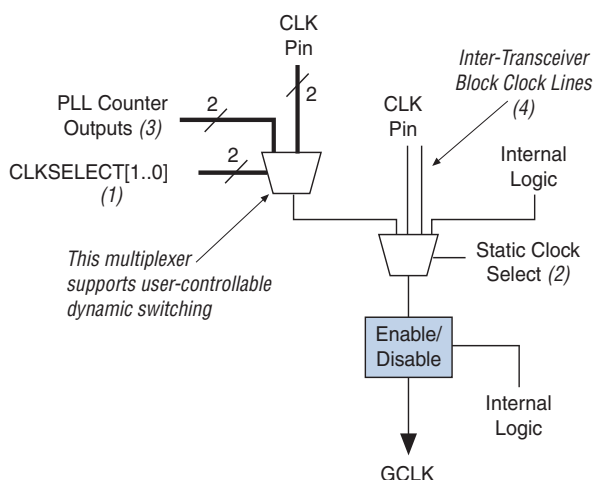 CLK
Pin
2
PLL Counter
Outputs (3)
2
CLKSELECT[1..0]
(1)
2
This multiplexer
supports user-controllable
dynamic switching
CLK
Pin
Inter-Transceiver
Block Clock Lines
(4)
Internal
Logic
Static Clock
Select (2)
Enable/
Disable
Internal
Logic
GCLK